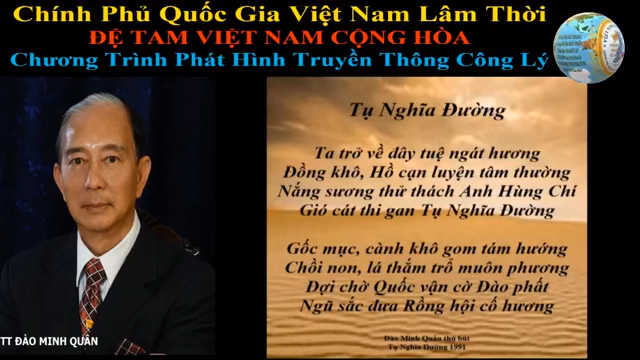 Chính Phủ Quốc Gia Việt Nam Lâm Thời
ĐỆ TAM VIỆT NAM CỘNG HÒA
Chương Trình Phát Hình Truyền Thông Công Lý
Tụ Nghĩa Đường
Ta trở về đây tuệ ngát hương
Đồng khô, Hồ cạn luyện tâm thường
Nắng sương thử thách Anh Hùng Chí
Gió cát thi gan Tụ Nghĩa Đường
Gốc mục, cành khô gom tám hướng
Chồi non, lá thắm trổ muôn phương
Đợi chờ Quốc vận cờ Đào phất
Ngũ sắc đưa Rồng hội cố hương
Đào Minh Quân thủ bút
Tụ Nghĩa Đường 1991
TT ĐÀO MINH QUÂN